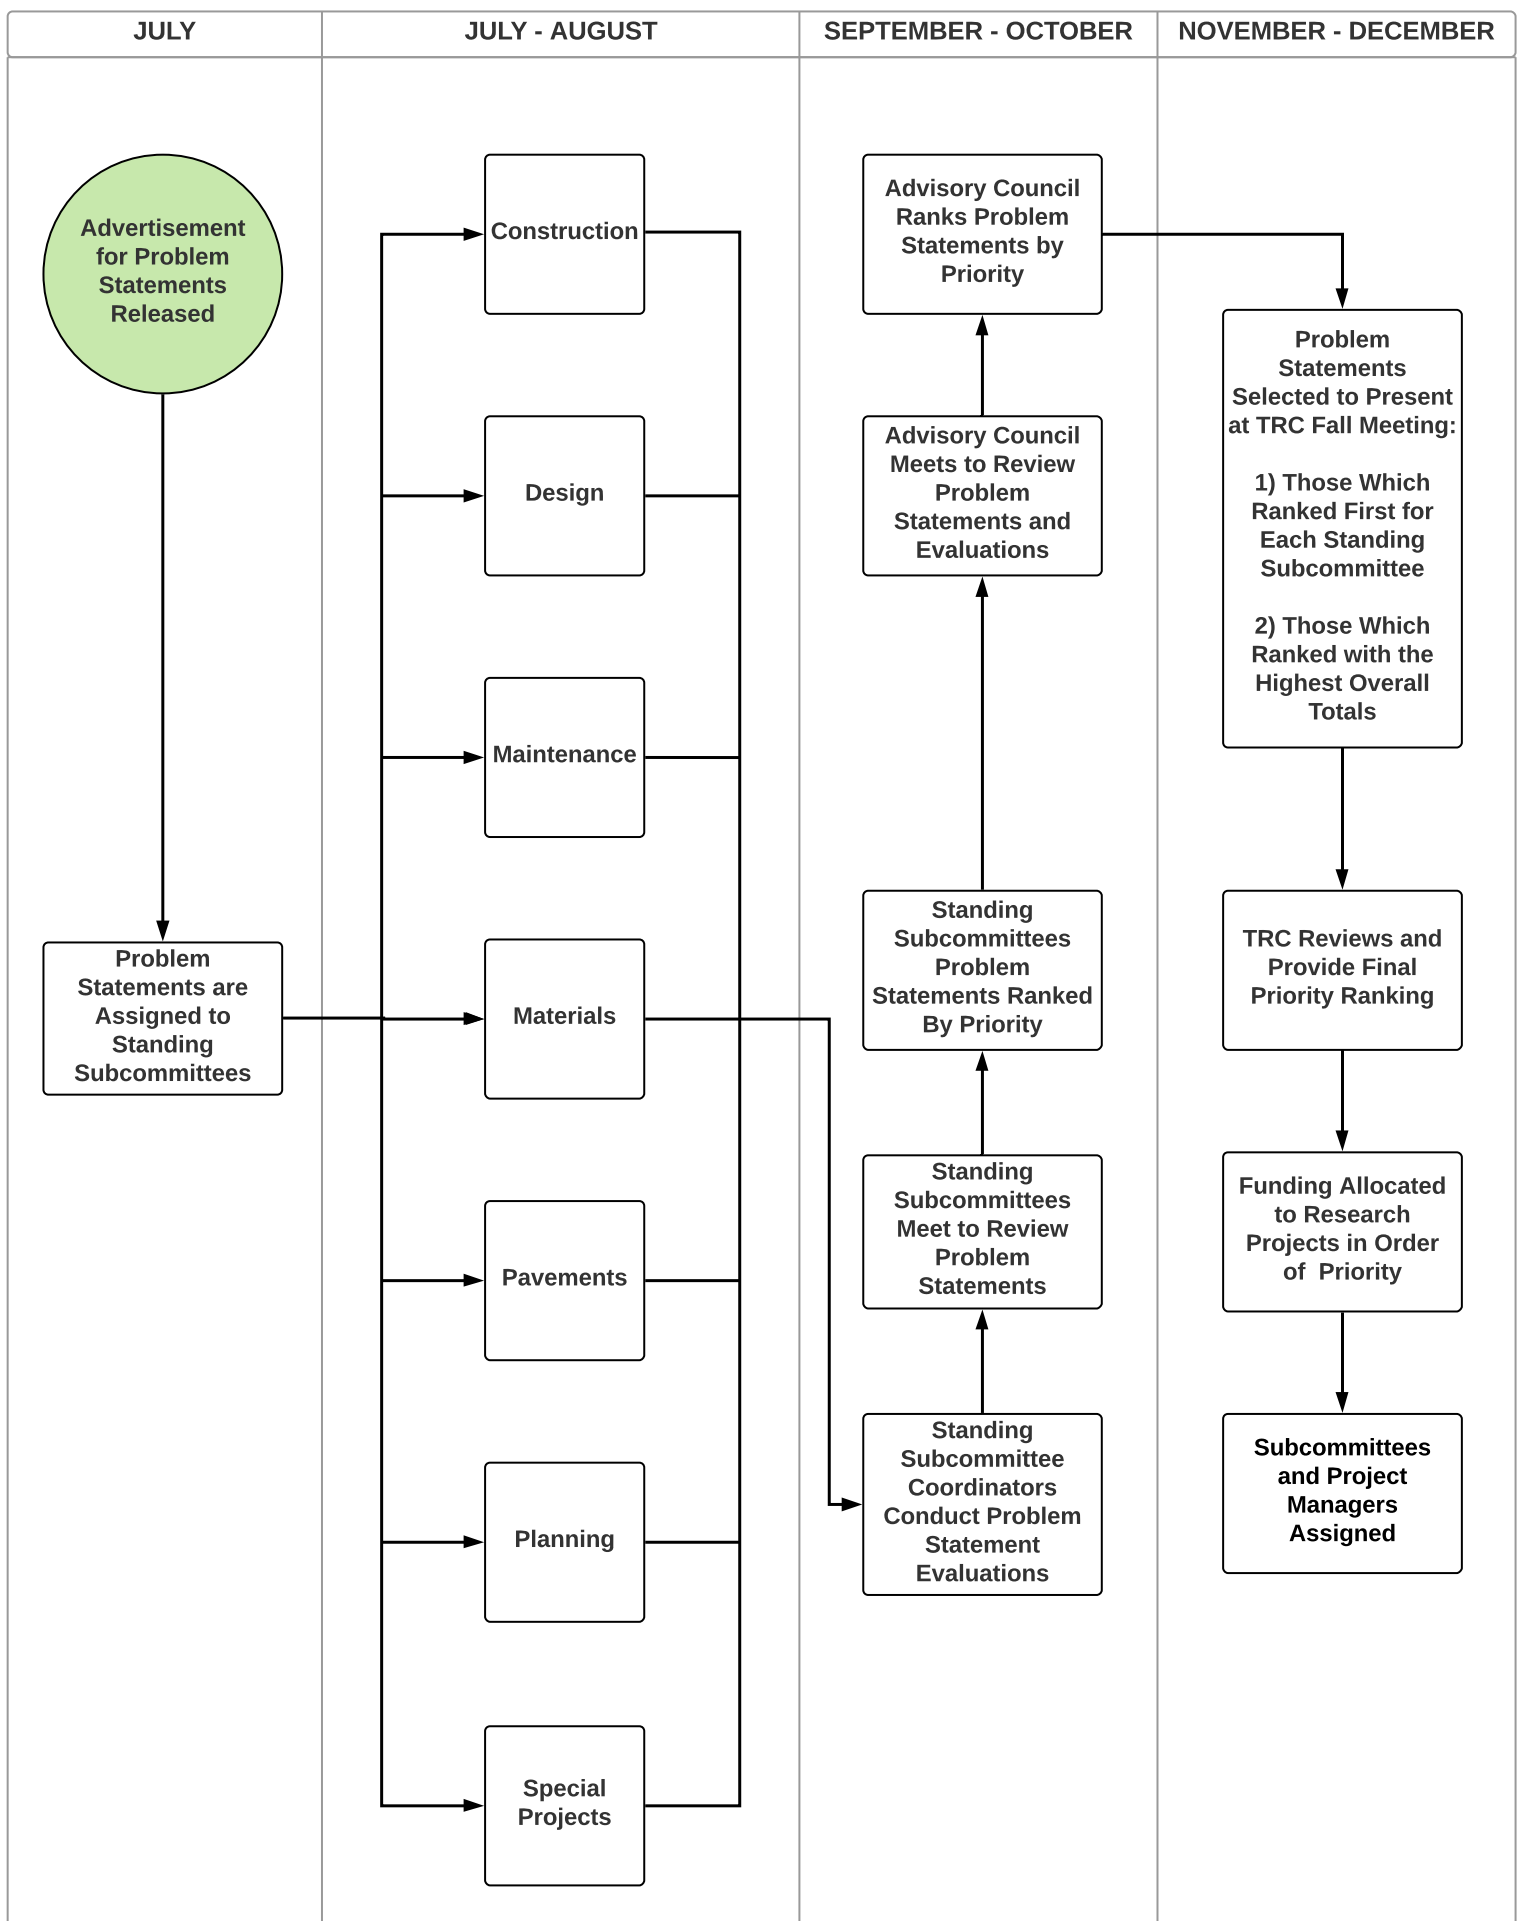 JULY
JULY - AUGUST
SEPTEMBER - OCTOBER
NOVEMBER - DECEMBER
Advertisement
for Problem
Statements
Released
Problem
Statements are
Assigned to
Standing
Subcommittees
Construction
Design
Maintenance
Materials
Pavements
Planning
Special
Projects
Advisory Council
Ranks Problem
Statements by
Priority
Advisory Council
Meets to Review
Problem
Statements and
Evaluations
Standing
Subcommittees
Problem
Statements Ranked
By Priority
Standing
Subcommittees
Meet to Review
Problem
Statements
Standing
Subcommittee
Coordinators
Conduct Problem
Statement
Evaluations
Problem
Statements
Selected to Present
at TRC Fall Meeting:
1) Those Which
Ranked First for
Each Standing
Subcommittee
2) Those Which
Ranked with the
Highest Overall
Totals
TRC Reviews and
Provide Final
Priority Ranking
Funding Allocated
to Research
Projects in Order
of  Priority
Subcommittees
and Project
Managers
Assigned